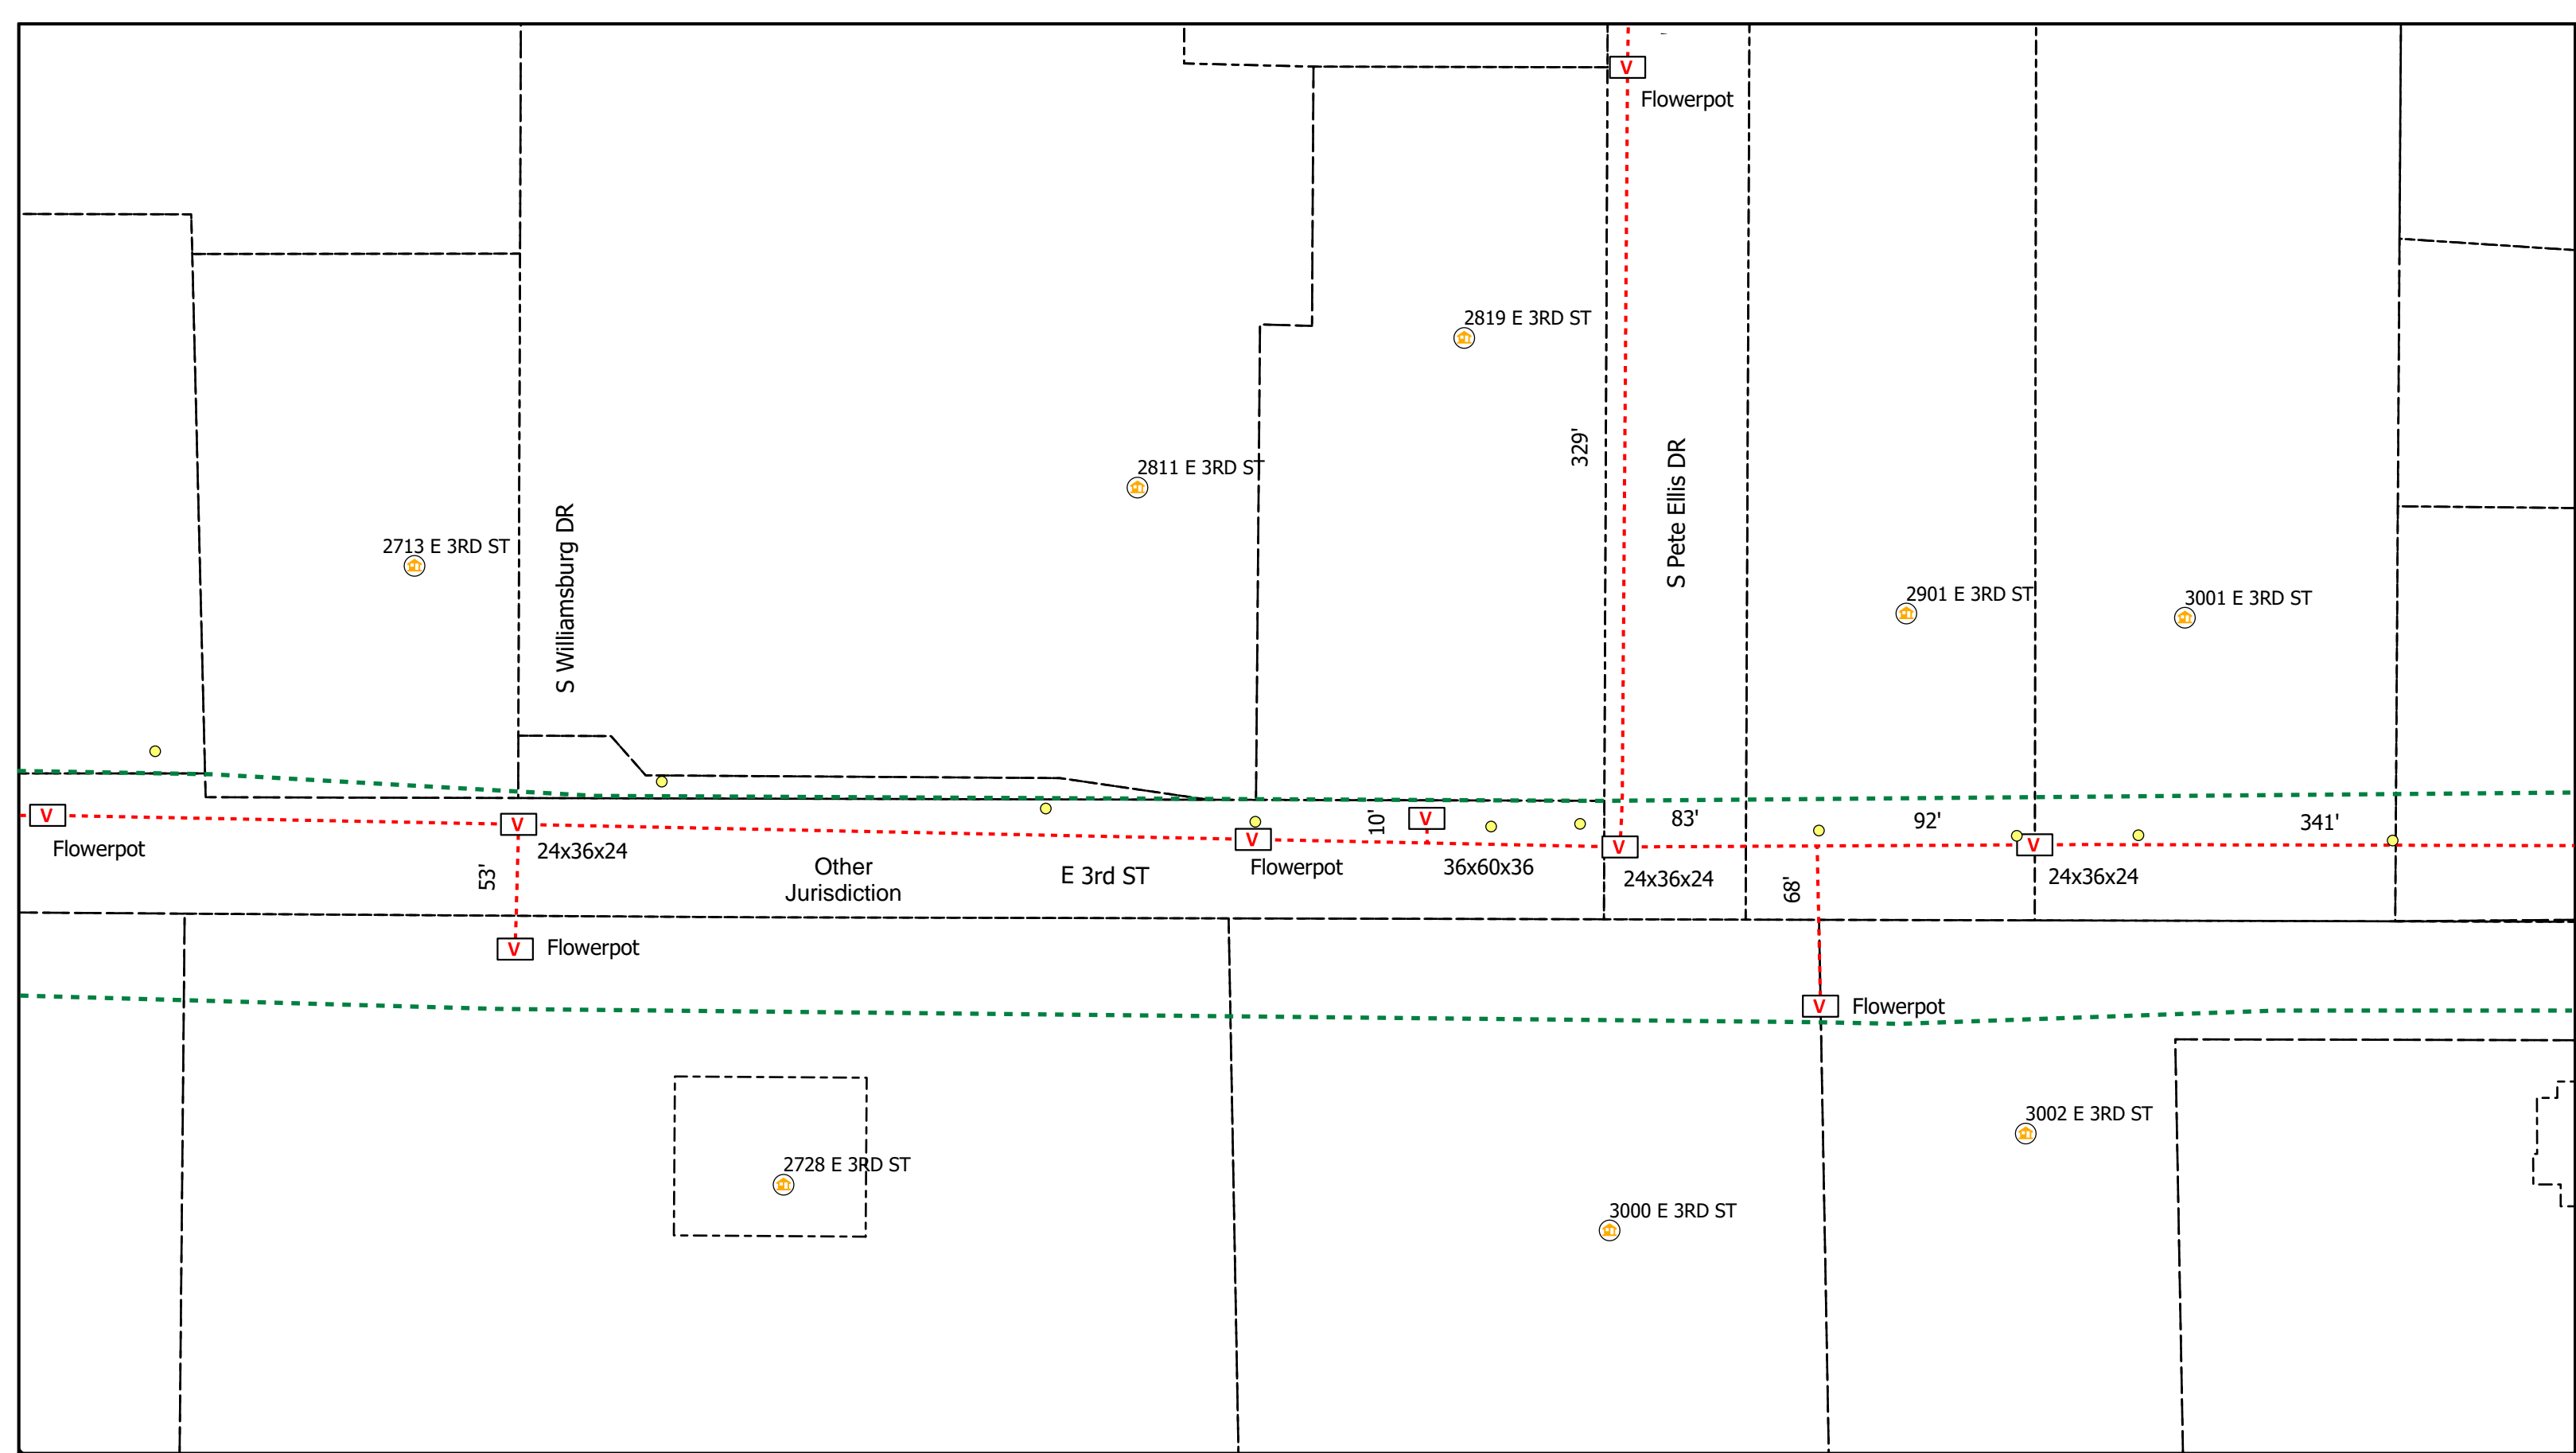 V
Flowerpot
2819 E 3RD ST
329'
S Pete Ellis DR
2811 E 3RD ST
2713 E 3RD ST
S Williamsburg DR
2901 E 3RD ST
3001 E 3RD ST
V
Flowerpot
V
24x36x24
53'
Other
Jurisdiction
E 3rd ST
V
Flowerpot
10'
V
36x60x36
V
24x36x24
83'
68'
92'
V
24x36x24
341'
V
Flowerpot
V
Flowerpot
3002 E 3RD ST
2728 E 3RD ST
3000 E 3RD ST